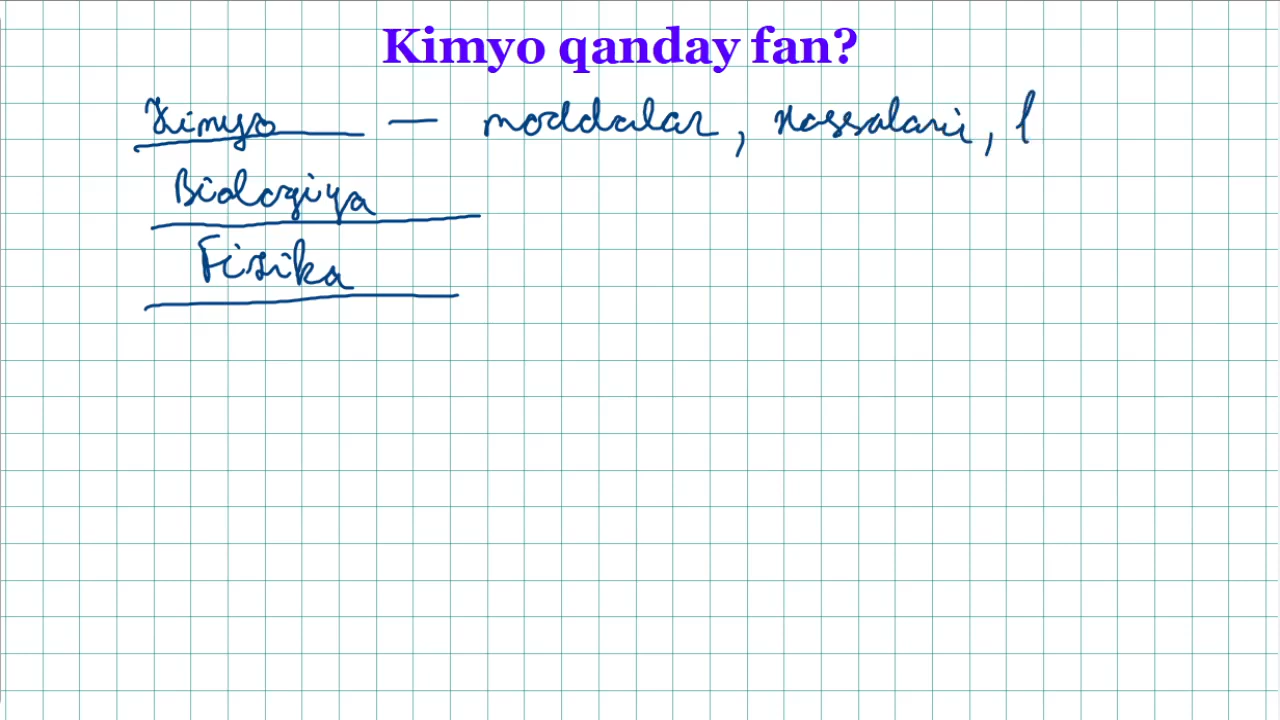 Kimyo qanday fan?
Kimyo — moddalar, xossalari,
Biologiya
Fizika